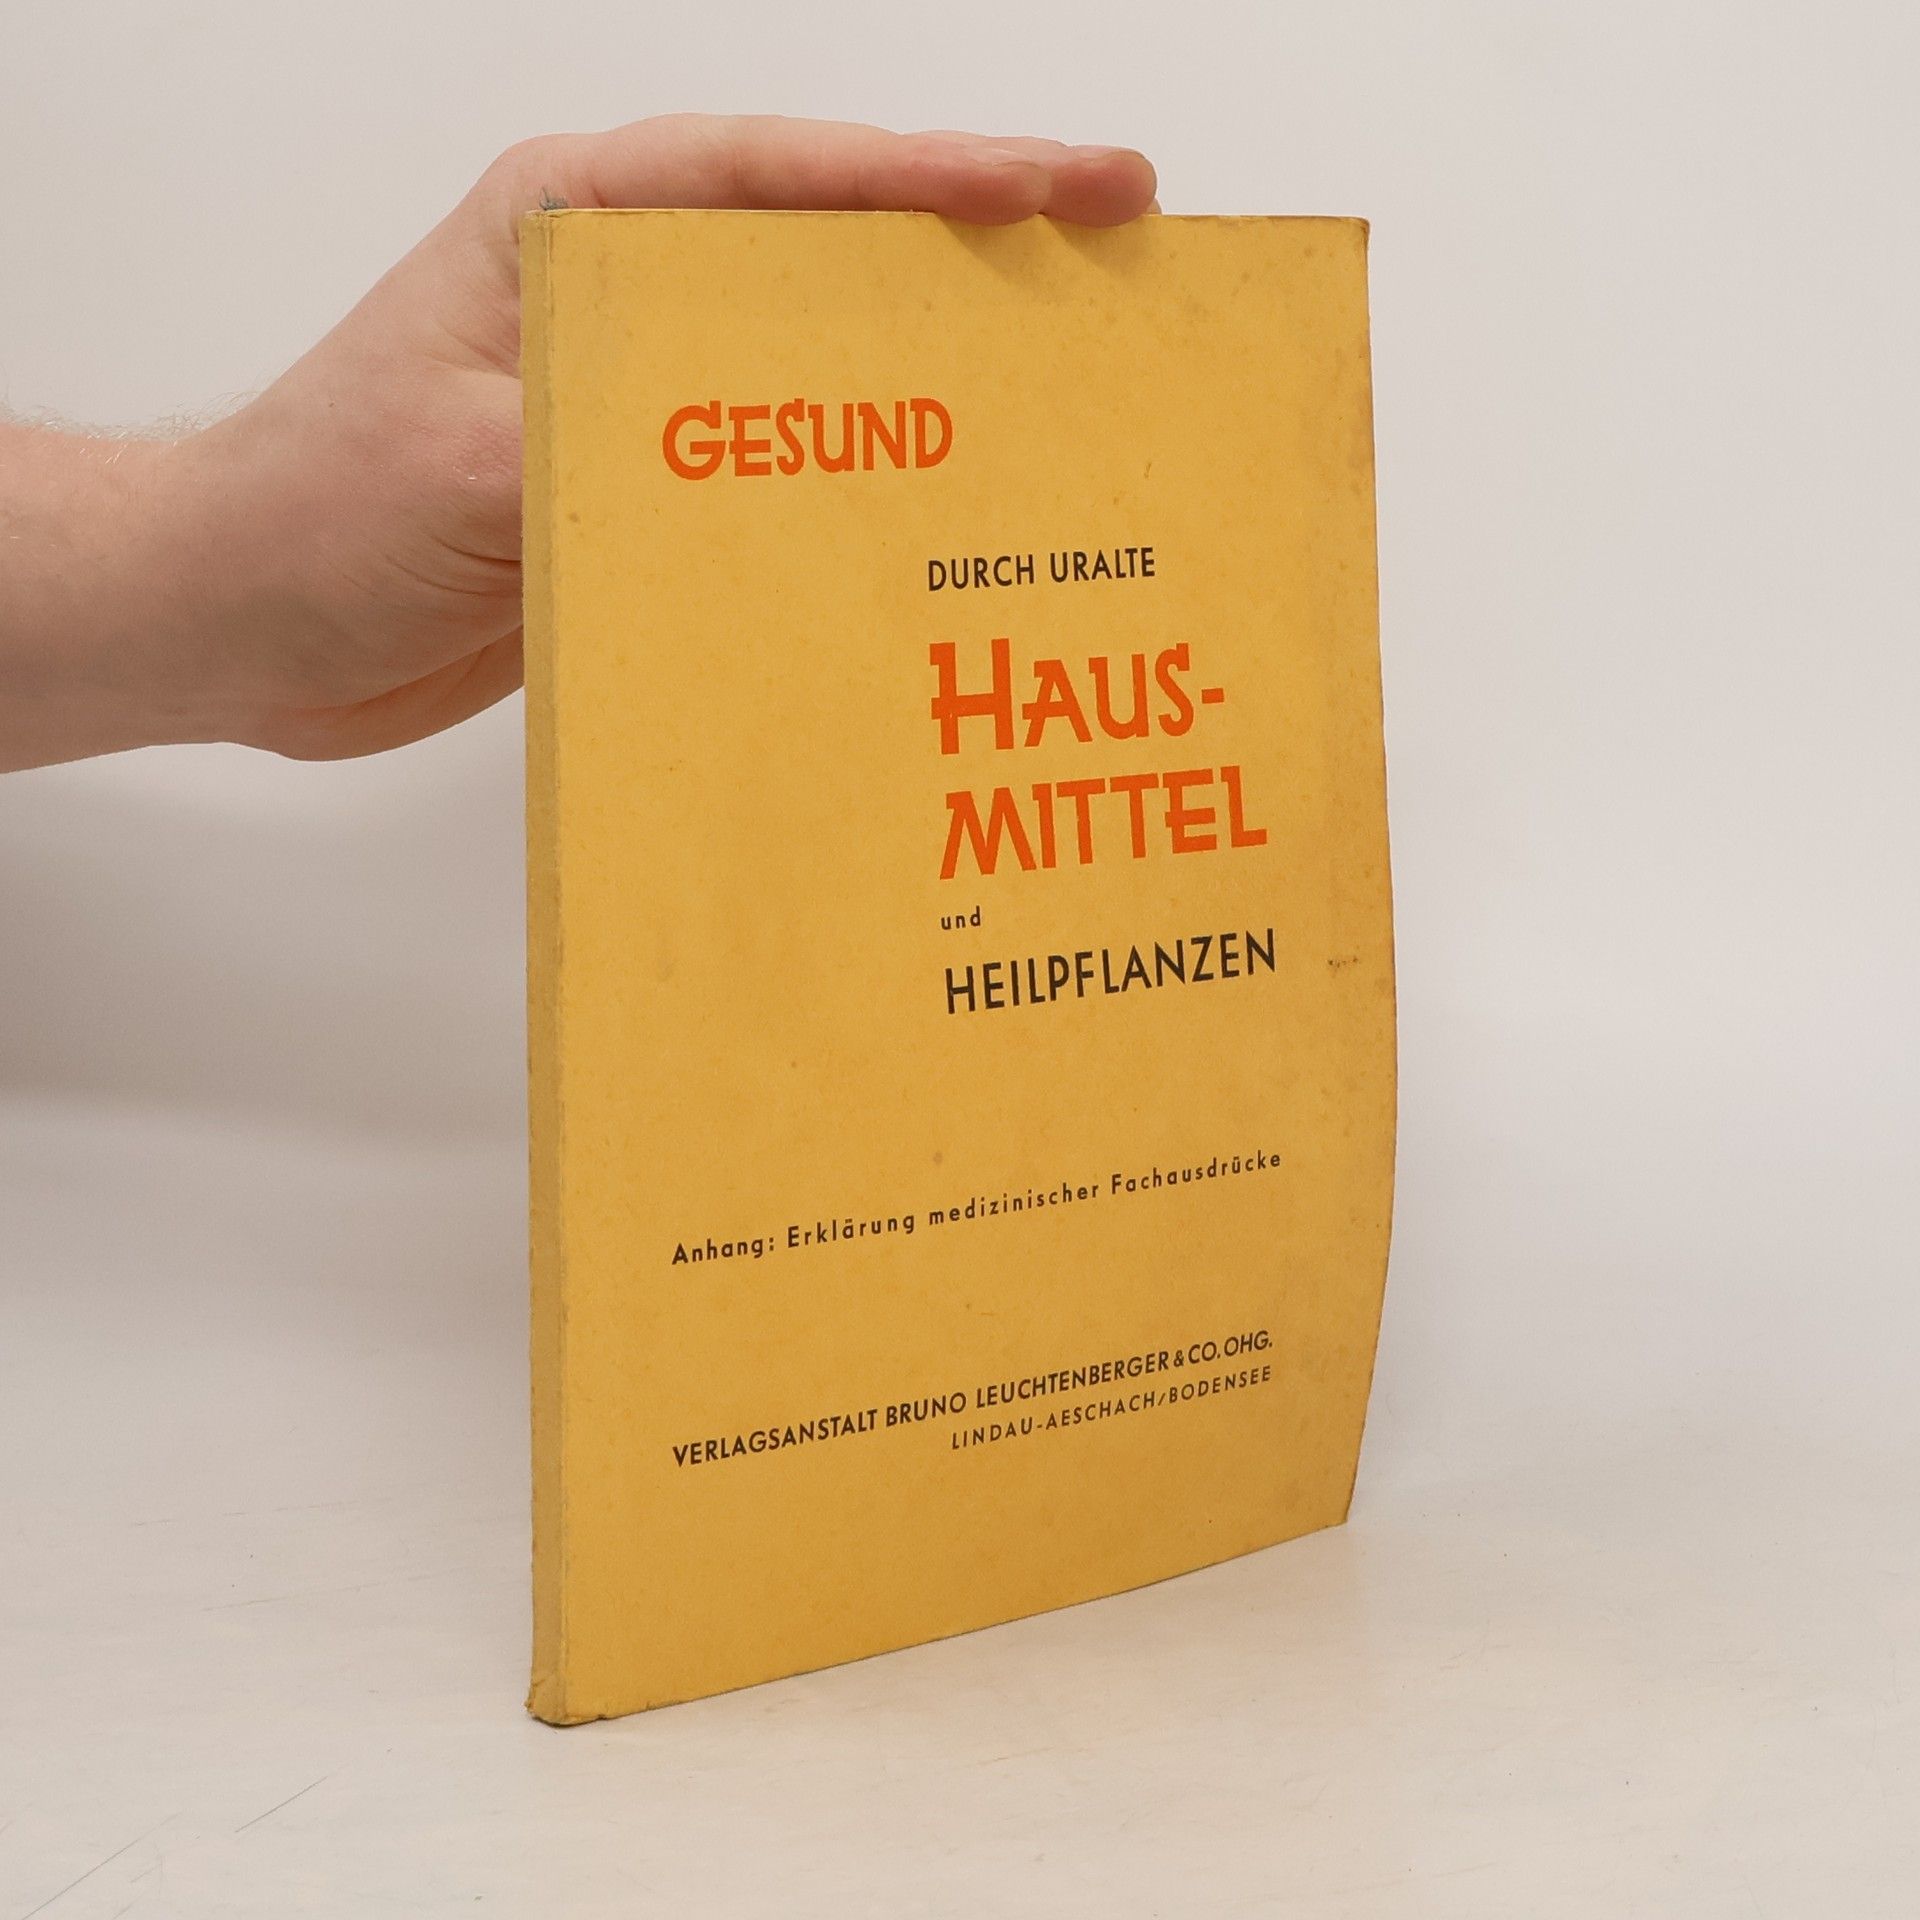 GESUND
DURCH URALTE
HAUS-
MITTEL
und
HEILPFLANZEN
Anhang: Erklärung medizinischer Fachausdrücke
VERLAGSANSTALT BRUNO LEUCHTENBERGER & CO. OHG.
LINDAU-AESCHACH/BODENSEE